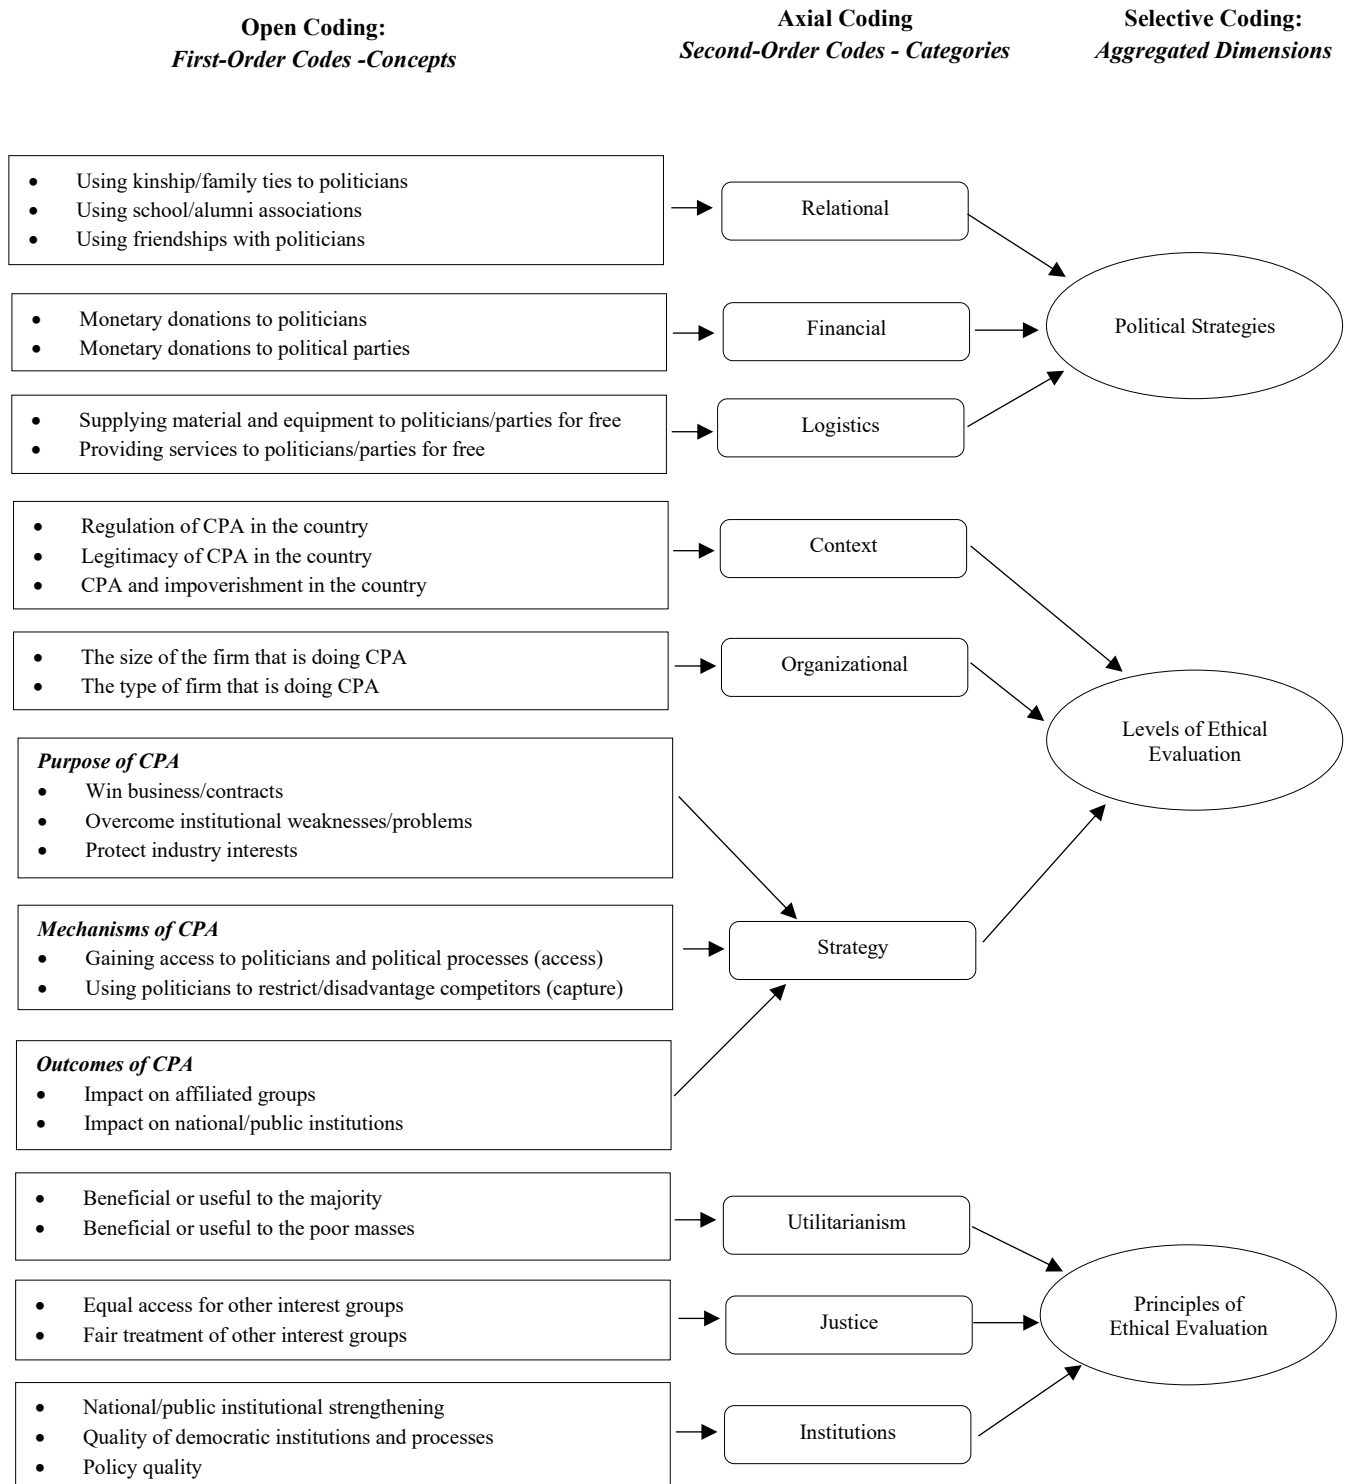 Open Coding:
First-Order Codes -Concepts
Axial Coding
Second-Order Codes - Categories
Selective Coding:
Aggregated Dimensions
• Using kinship/family ties to politicians
• Using school/alumni associations
• Using friendships with politicians
Relational
• Monetary donations to politicians
• Monetary donations to political parties
Financial
Political Strategies
• Supplying material and equipment to politicians/parties for free
• Providing services to politicians/parties for free
Logistics
• Regulation of CPA in the country
• Legitimacy of CPA in the country
• CPA and impoverishment in the country
Context
• The size of the firm that is doing CPA
• The type of firm that is doing CPA
Organizational
Levels of Ethical
Evaluation
Purpose of CPA
• Win business/contracts
• Overcome institutional weaknesses/problems
• Protect industry interests
Mechanisms of CPA
• Gaining access to politicians and political processes (access)
• Using politicians to restrict/disadvantage competitors (capture)
Strategy
Outcomes of CPA
• Impact on affiliated groups
• Impact on national/public institutions
• Beneficial or useful to the majority
• Beneficial or useful to the poor masses
Utilitarianism
• Equal access for other interest groups
• Fair treatment of other interest groups
Justice
Principles of
Ethical Evaluation
• National/public institutional strengthening
• Quality of democratic institutions and processes
• Policy quality
Institutions